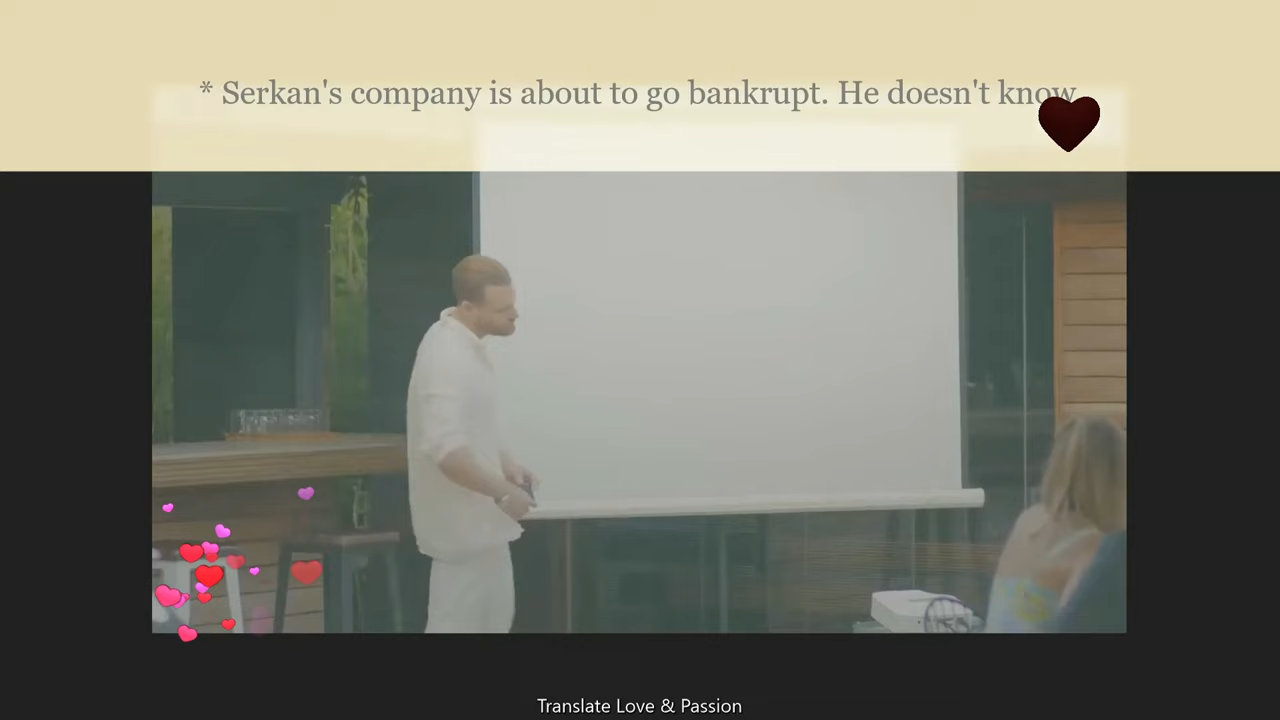 * Serkan's company is about to go bankrupt. He doesn't know
Translate Love & Passion